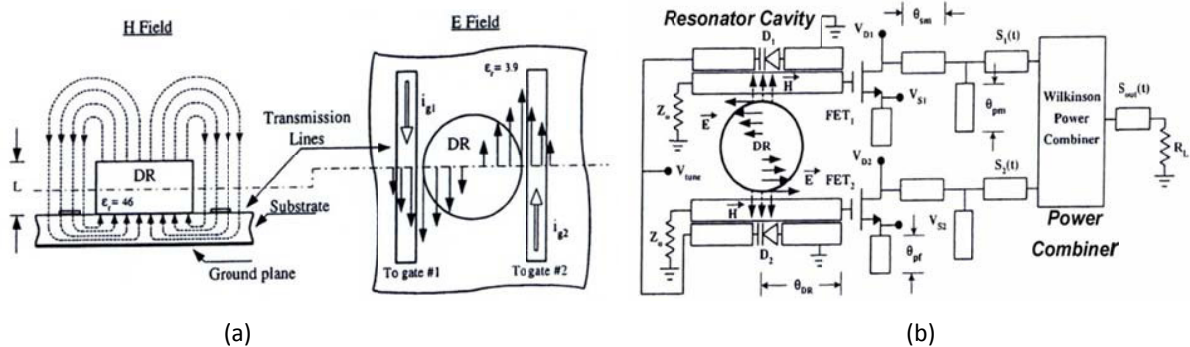 H Field
E Field
εr = 3.9
ig1
DR
Transmission
Lines
DR
L
εr = 46
Substrate
ig2
Ground plane
To gate #1
To gate #2
(a)
Resonator Cavity
θsm
D1
VD1
S1(t)
H
Zo
VS1
θpm
Wilkinson
Power
Combiner
Sout(t)
E
FET1
DR
RL
Vtune
E
FET2
VD2
S2(t)
H
Zo
VS2
Power
Combiner
D2
θpf
θDR
(b)